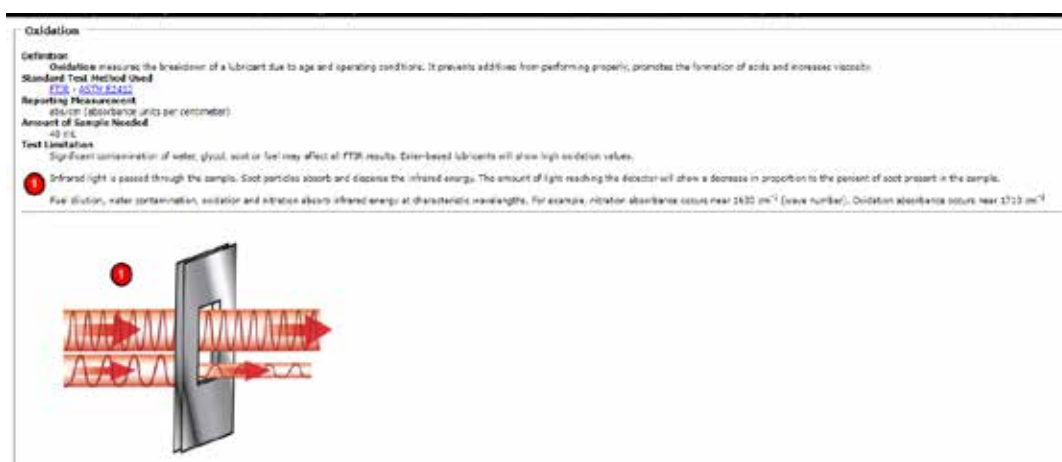 Oxidation
Definition
Oxidation measures the breakdown of a lubricant due to age and operating conditions. It prevents additives from performing properly, promotes the formation of acids and increases viscosity.
Standard Test Method Used
FTIR - ASTM E2412
Reporting Measurement
abs/cm (absorbance units per centimeter)
Amount of Sample Needed
40 mL
Test Limitation
Significant contamination of water, glycol, soot or fuel may affect all FTIR results. Ester-based lubricants will show high oxidation values.
1 Infrared light is passed through the sample. Soot particles absorb and disperse the infrared energy. The amount of light reaching the detector will show a decrease in proportion to the percent of soot present in the sample.
Fuel dilution, water contamination, oxidation and nitration absorb infrared energy at characteristic wavelengths. For example, nitration absorbance occurs near 1630 cm⁻¹ (wave number). Oxidation absorbance occurs near 1710 cm⁻¹
1